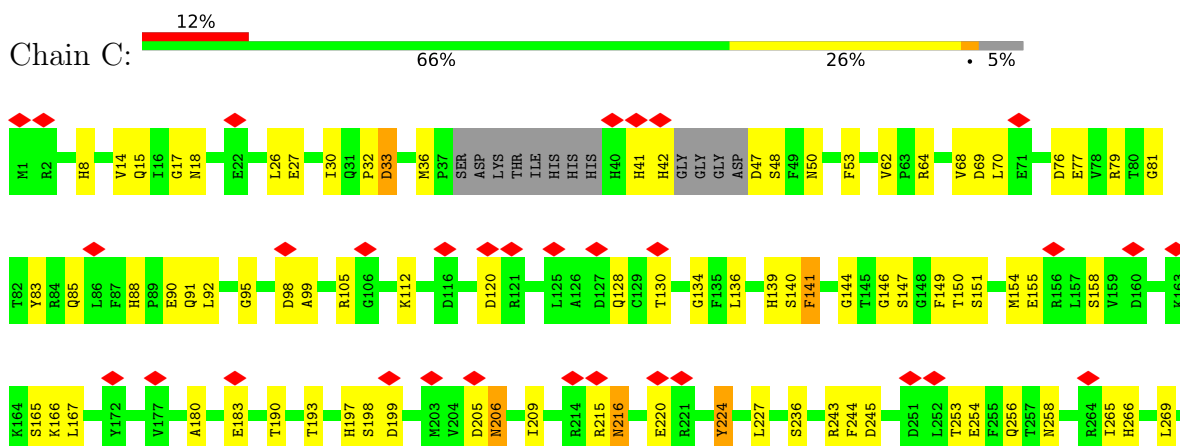 12%
Chain C:
66% 26% • 5%
M1 R2 H8 V14 Q15 I16 G17 N18 E22 L26 E27 I30 Q31 P32 D33 M36 P37 SER ASP LYS THR ILE HIS HIS HIS H40 H41 H42 GLY GLY GLY ASP D47 S48 F49 N50 F53 V62 P63 R64 V68 D69 L70 E71 D76 E77 V78 R79 T80 G81
T82 Y83 R84 Q85 L86 F87 H88 P89 E90 Q91 L92 G95 D98 A99 R105 G106 K112 D116 D120 R121 L125 A126 D127 Q128 C129 T130 G134 F135 L136 H139 S140 F141 G144 T145 G146 S147 G148 F149 T150 S151 M154 E155 R156 L157 S158 V159 D160 K163
K164 S165 K166 L167 Y172 V177 A180 E183 T190 T193 H197 S198 D199 M203 V204 D205 N206 I209 R214 R215 N216 E220 R221 Y224 L227 S236 R243 F244 D245 D251 L252 T253 E254 F255 Q256 T257 N258 R264 I265 H266 L269